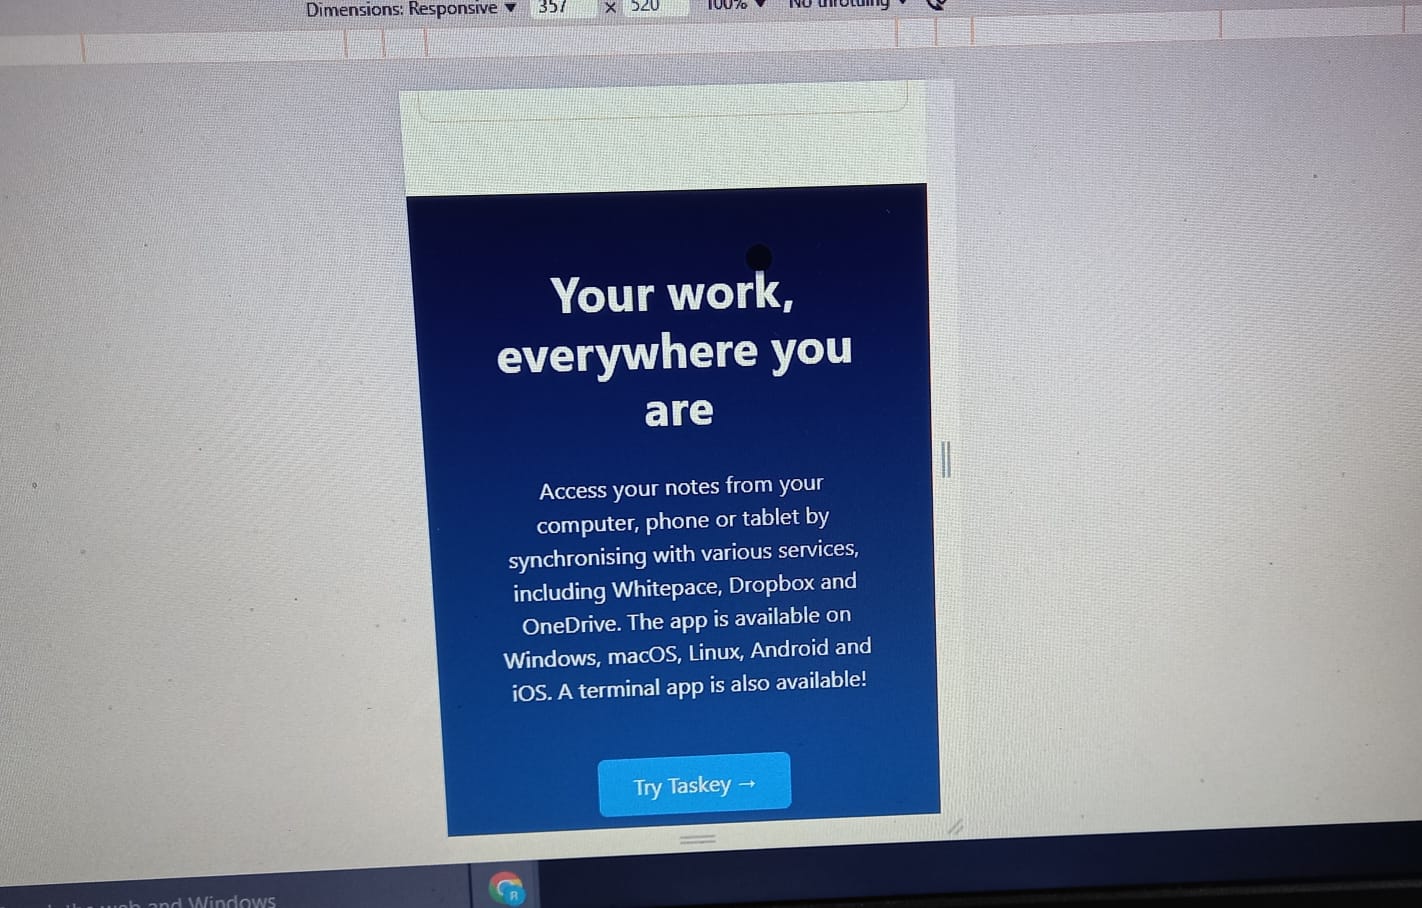 Dimensions: Responsive 357 × 520 100% No throttling
Your work,
everywhere you
are
Access your notes from your
computer, phone or tablet by
synchronising with various services,
including Whitepace, Dropbox and
OneDrive. The app is available on
Windows, macOS, Linux, Android and
iOS. A terminal app is also available!
Try Taskey →
the web and Windows
R